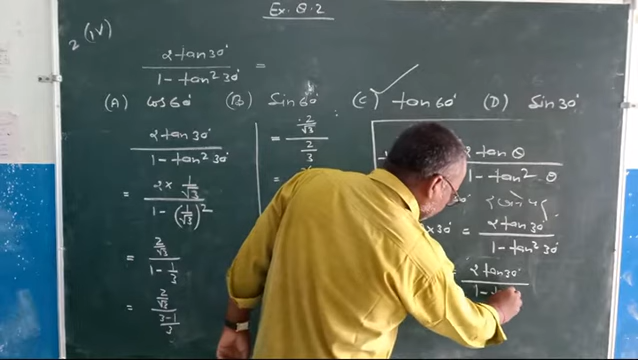 Ex. 8.2
2 (iv)
2 tan 30° / 1 - tan² 30° =
(A) cos 60° (B) sin 60° (C) ✓ tan 60° (D) sin 30°
2 tan 30° / 1 - tan² 30°
= 2 × 1/√3 / 1 - (1/√3)²
= 2/√3 / 1 - 1/3
= 2/√3 / 3-1/3
= 2/√3 / 2/3
=
2 tan θ / 1 - tan² θ
×30° = 2 tan 30° / 1 - tan² 30°
2 tan 30° / 1 - t